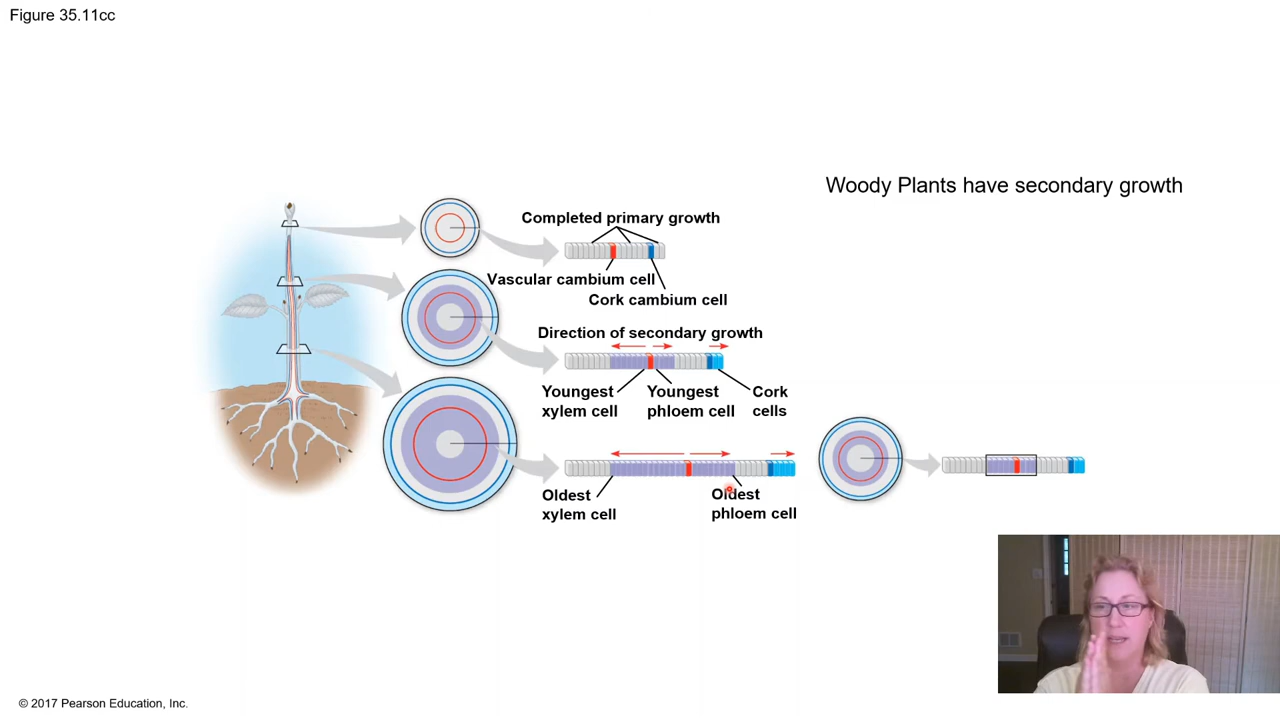 Figure 35.11cc
Woody Plants have secondary growth
Completed primary growth
Vascular cambium cell
Cork cambium cell
Direction of secondary growth
Youngest
xylem cell
Youngest
phloem cell
Cork
cells
Oldest
xylem cell
Oldest
phloem cell
© 2017 Pearson Education, Inc.